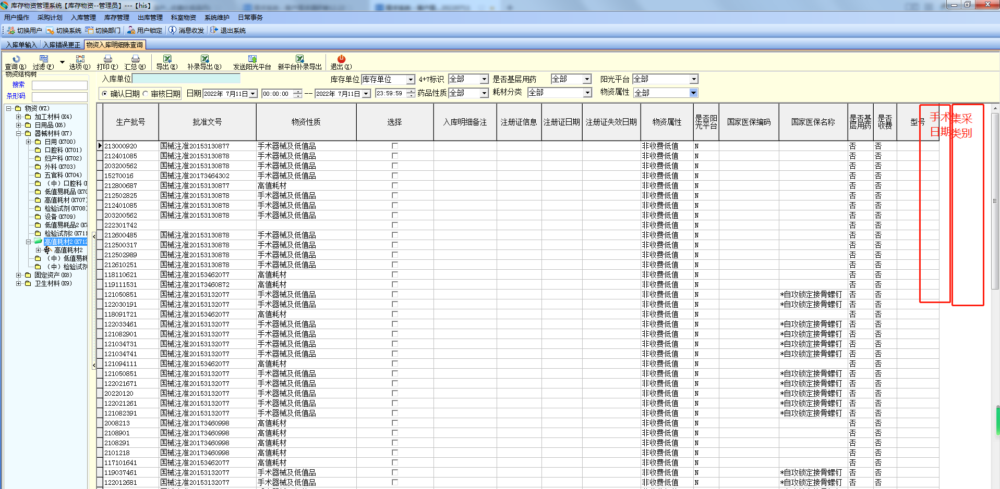 库存物资管理系统【库存物资--管理员】---【his】
用户操作 采购计划 入库管理 库存管理 出库管理 科室物资 系统维护 日常事务
切换用户 切换系统 切换部门 用户锁定 消息收发 退出系统
入库单输入 入库错误更正 物资入库明细账查询
查询(R) 过滤(F) 选项(O) 打印(P) 汇总(H) 导出(E) 补录导出(B) 发送阳光平台 新平台补录导出 退出(X)
物资结构树
搜索
条形码
入库单位 库存单位 库存单位 4+7标识 全部 是否基层用药 全部 阳光平台 全部
确认日期 审核日期 日期 2022年 7月11日 00:00:00 -- 2022年 7月11日 23:59:59 药品性质 全部 耗材分类 全部 物资属性 全部
物资(WZ)
加工材料(K4)
日用品(K6)
器械材料(K7)
日用(K700)
口腔科(K701)
妇产科(K702)
外科(K703)
五官科(K704)
（中）口腔科(
低值易耗品(K70
高值耗材(K707)
检验试剂(K708)
设备(K709)
低值易耗品2(K7
检验试剂2(K711
高值耗材2(K712
高值耗材2
（中）低值易耗
（中）检验试剂
固定资产(K8)
卫生材料(K9)
生产批号 批准文号 物资性质 选择 入库明细备注 注册证信息 注册证日期 注册证失效日期 物资属性 是否阳光平台 国家医保编码 国家医保名称 是否基层用药 是否收费 型号
手术日期
集采类别
213000920 国械注准20153130877 手术器械及低值品 非收费低值 N 否 否
212401085 国械注准20153130878 手术器械及低值品 非收费低值 N 否 否
203200562 国械注准20153130878 手术器械及低值品 非收费低值 N 否 否
15270016 国械注准20173464302 手术器械及低值品 非收费低值 N 否 否
212800687 国械注准20153130877 高值耗材 非收费低值 N 否 否
212502825 国械注准20153130878 手术器械及低值品 非收费低值 N 否 否
212401085 国械注准20153130878 手术器械及低值品 非收费低值 N 否 否
203200562 国械注准20153130878 手术器械及低值品 非收费低值 N 否 否
222301742 非收费低值 N 否 否
212600485 国械注准20153130878 手术器械及低值品 非收费低值 N 否 否
212500317 国械注准20153130878 手术器械及低值品 非收费低值 N 否 否
212502989 国械注准20153130878 手术器械及低值品 非收费低值 N 否 否
212610251 国械注准20153130878 手术器械及低值品 非收费低值 N 否 否
118110621 国械注准20153462077 高值耗材 非收费低值 N 否 否
119111531 国械注准20173460872 高值耗材 非收费低值 N 否 否
121050851 国械注准20153132077 手术器械及低值品 非收费低值 N *自攻锁定接骨螺钉 否 否
122030191 国械注准20153132077 手术器械及低值品 非收费低值 N *自攻锁定接骨螺钉 否 否
118091721 国械注准20153462077 高值耗材 非收费低值 N 否 否
122033461 国械注准20153132077 手术器械及低值品 非收费低值 N *自攻锁定接骨螺钉 否 否
121082901 国械注准20153132077 手术器械及低值品 非收费低值 N *自攻锁定接骨螺钉 否 否
121034731 国械注准20153132077 手术器械及低值品 非收费低值 N *自攻锁定接骨螺钉 否 否
121034741 国械注准20153132077 手术器械及低值品 非收费低值 N *自攻锁定接骨螺钉 否 否
121094111 国械注准20153462077 高值耗材 非收费低值 N 否 否
121050851 国械注准20153132077 手术器械及低值品 非收费低值 N *自攻锁定接骨螺钉 否 否
122021671 国械注准20153132077 手术器械及低值品 非收费低值 N *自攻锁定接骨螺钉 否 否
20220120 国械注准20153132077 手术器械及低值品 非收费低值 N *自攻锁定接骨螺钉 否 否
122021261 国械注准20153132077 手术器械及低值品 非收费低值 N *自攻锁定接骨螺钉 否 否
121082391 国械注准20153132077 手术器械及低值品 非收费低值 N *自攻锁定接骨螺钉 否 否
2008213 国械注准20173460998 高值耗材 非收费低值 N 否 否
2108901 国械注准20173460998 高值耗材 非收费低值 N 否 否
2108291 国械注准20173460998 高值耗材 非收费低值 N 否 否
2101218 国械注准20173460998 高值耗材 非收费低值 N 否 否
117101641 国械注准20153462077 高值耗材 非收费低值 N 否 否
119037461 国械注准20153132077 手术器械及低值品 非收费低值 N *自攻锁定接骨螺钉 否 否
122012681 国械注准20153132077 手术器械及低值品 非收费低值 N *自攻锁定接骨螺钉 否 否